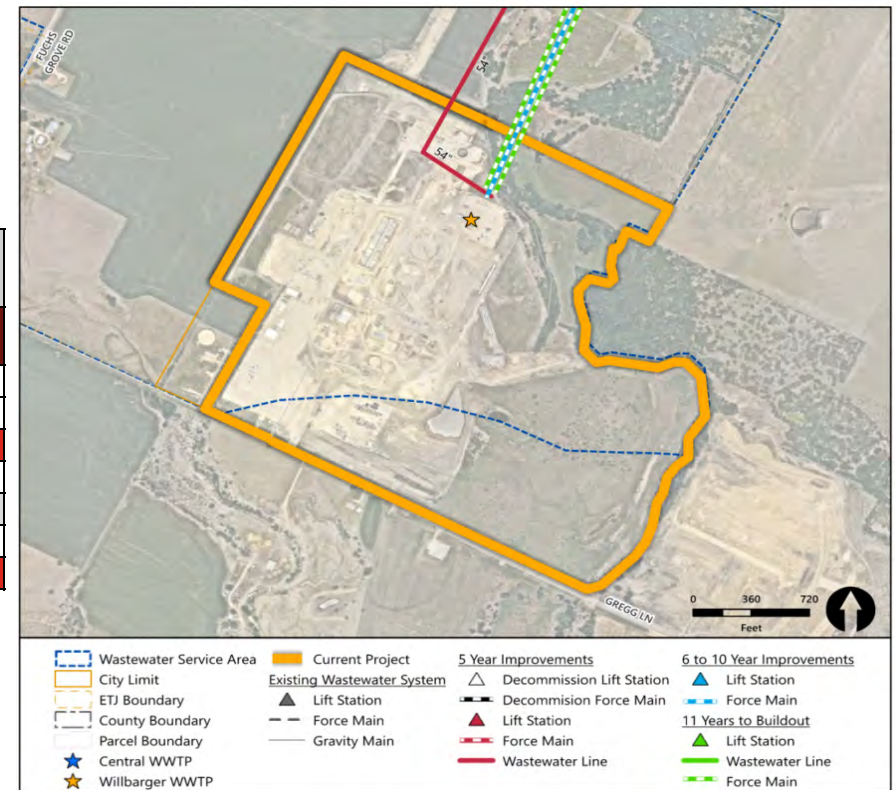 FUCHS
GROVE RD
54"
54"
GREGG LN
0 360 720
Feet
Wastewater Service Area
City Limit
ETJ Boundary
County Boundary
Parcel Boundary
Central WWTP
Willbarger WWTP
Current Project
Existing Wastewater System
Lift Station
Force Main
Gravity Main
5 Year Improvements
Decommission Lift Station
Decommision Force Main
Lift Station
Force Main
Wastewater Line
6 to 10 Year Improvements
Lift Station
Force Main
11 Years to Buildout
Lift Station
Wastewater Line
Force Main